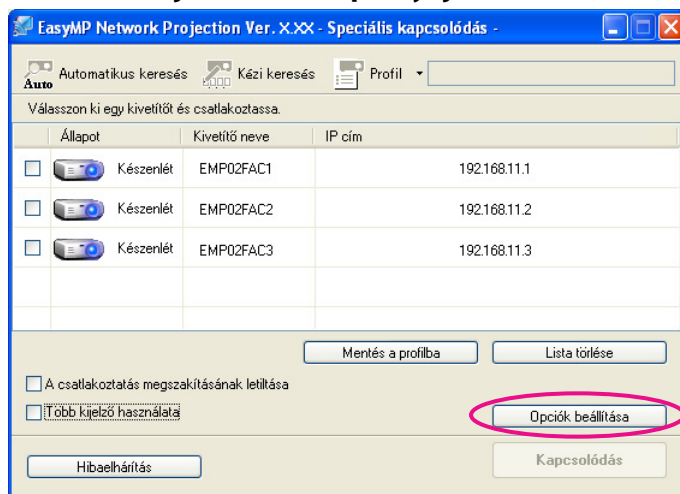 EasyMP Network Projection Ver. X.XX - Speciális kapcsolódás -
Auto Automatikus keresés Kézi keresés Profil
Válasszon ki egy kivetítőt és csatlakoztassa.
Állapot Kivetítő neve IP cím
Készenlét EMP02FAC1 192.168.11.1
Készenlét EMP02FAC2 192.168.11.2
Készenlét EMP02FAC3 192.168.11.3
Mentés a profilba Lista törlése
A csatlakoztatás megszakításának letiltása
Több kijelző használata Opciók beállítása
Hibaelhárítás Kapcsolódás